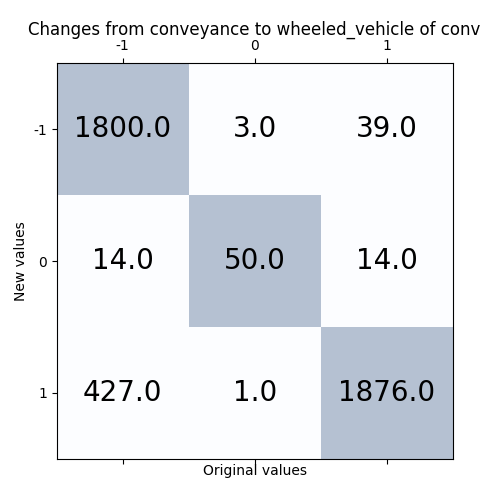 Changes from conveyance to wheeled_vehicle of conv
-1 0 1
-1 1800.0 3.0 39.0
0 14.0 50.0 14.0
1 427.0 1.0 1876.0
New values
Original values